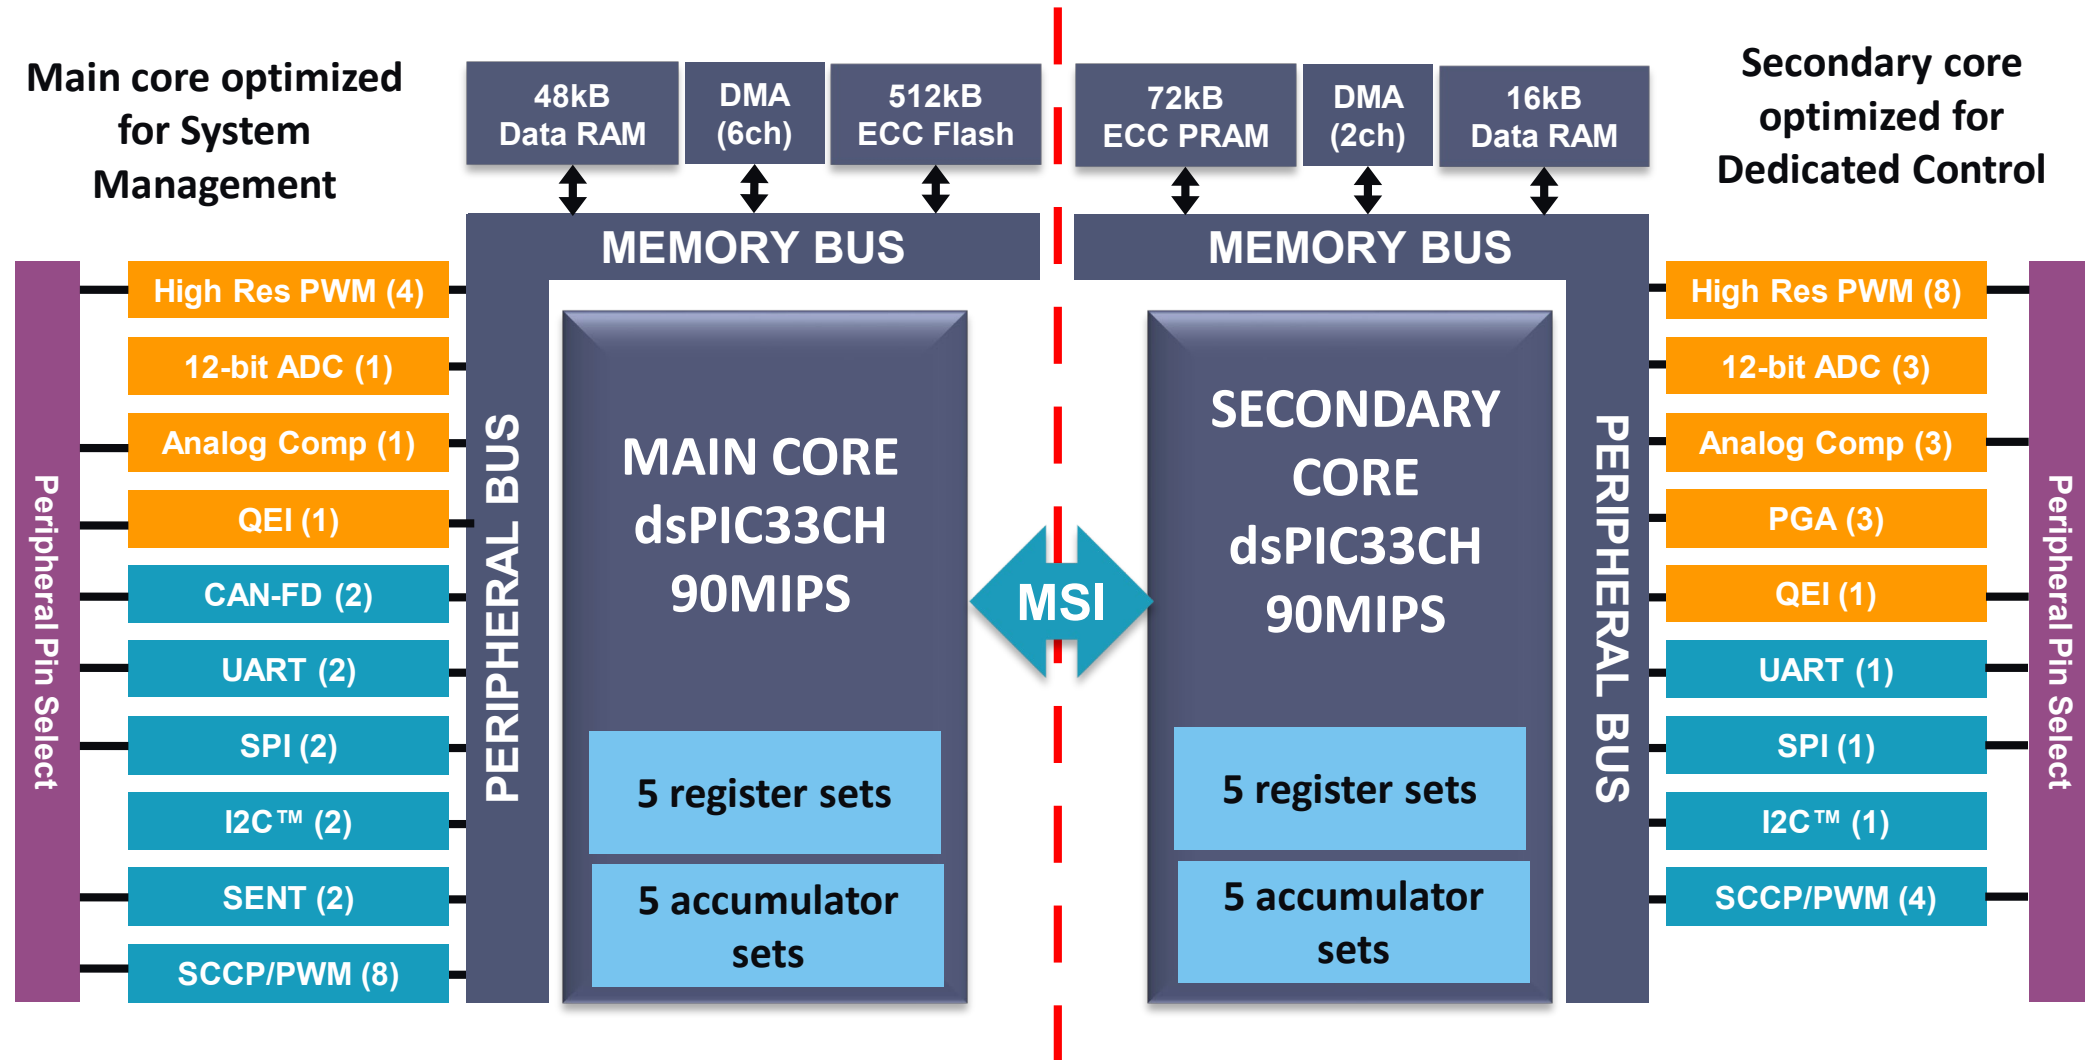 Main core optimized
for System
Management
48kB
Data RAM
DMA
(6ch)
512kB
ECC Flash
72kB
ECC PRAM
DMA
(2ch)
16kB
Data RAM
Secondary core
optimized for
Dedicated Control
MEMORY BUS
MEMORY BUS
Peripheral Pin Select
High Res PWM (4)
12-bit ADC (1)
Analog Comp (1)
QEI (1)
CAN-FD (2)
UART (2)
SPI (2)
I2C™ (2)
SENT (2)
SCCP/PWM (8)
PERIPHERAL BUS
MAIN CORE
dsPIC33CH
90MIPS
5 register sets
5 accumulator
sets
MSI
SECONDARY
CORE
dsPIC33CH
90MIPS
5 register sets
5 accumulator
sets
PERIPHERAL BUS
High Res PWM (8)
12-bit ADC (3)
Analog Comp (3)
PGA (3)
QEI (1)
UART (1)
SPI (1)
I2C™ (1)
SCCP/PWM (4)
Peripheral Pin Select